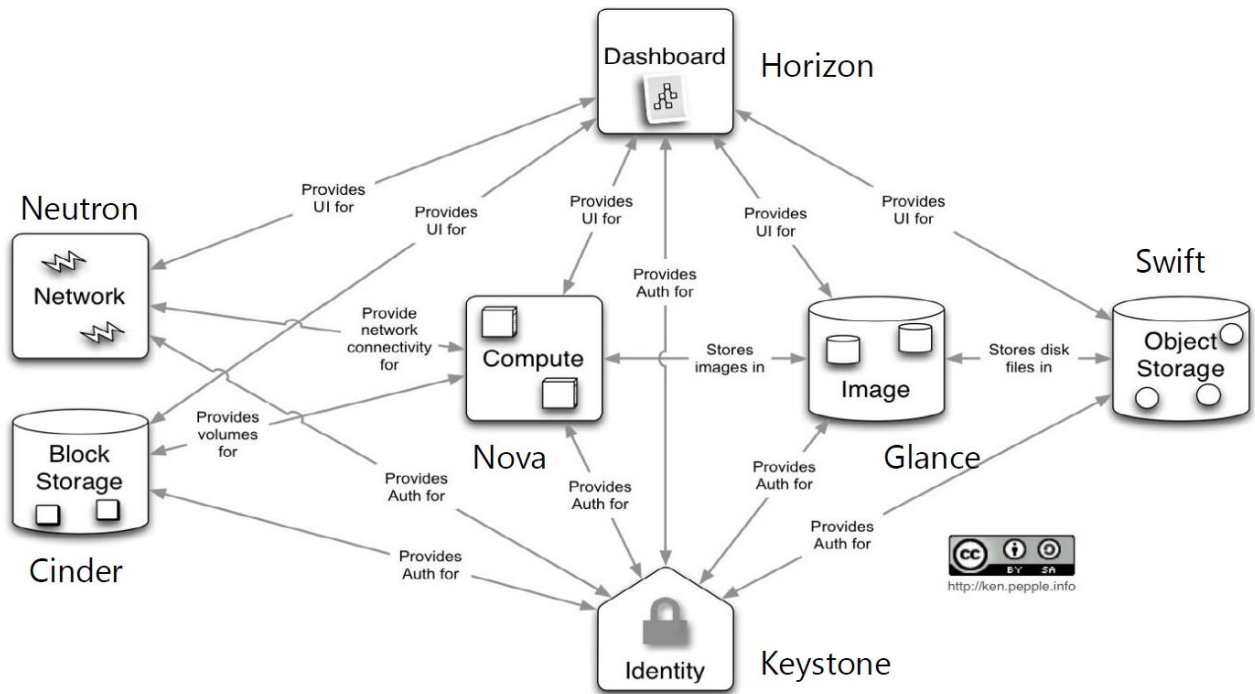 Dashboard
Horizon
Provides
UI for
Provides
UI for
Provides
UI for
Provides
UI for
Provides
UI for
Neutron
Network
Provides
Auth for
Swift
Object
Storage
Provide
network
connectivity
for
Compute
Stores
images in
Image
Stores disk
files in
Provides
volumes
for
Block
Storage
Nova
Glance
Provides
Auth for
Provides
Auth for
Provides
Auth for
Provides
Auth for
Provides
Auth for
Cinder
cc
BY SA
http://ken.pepple.info
Identity
Keystone